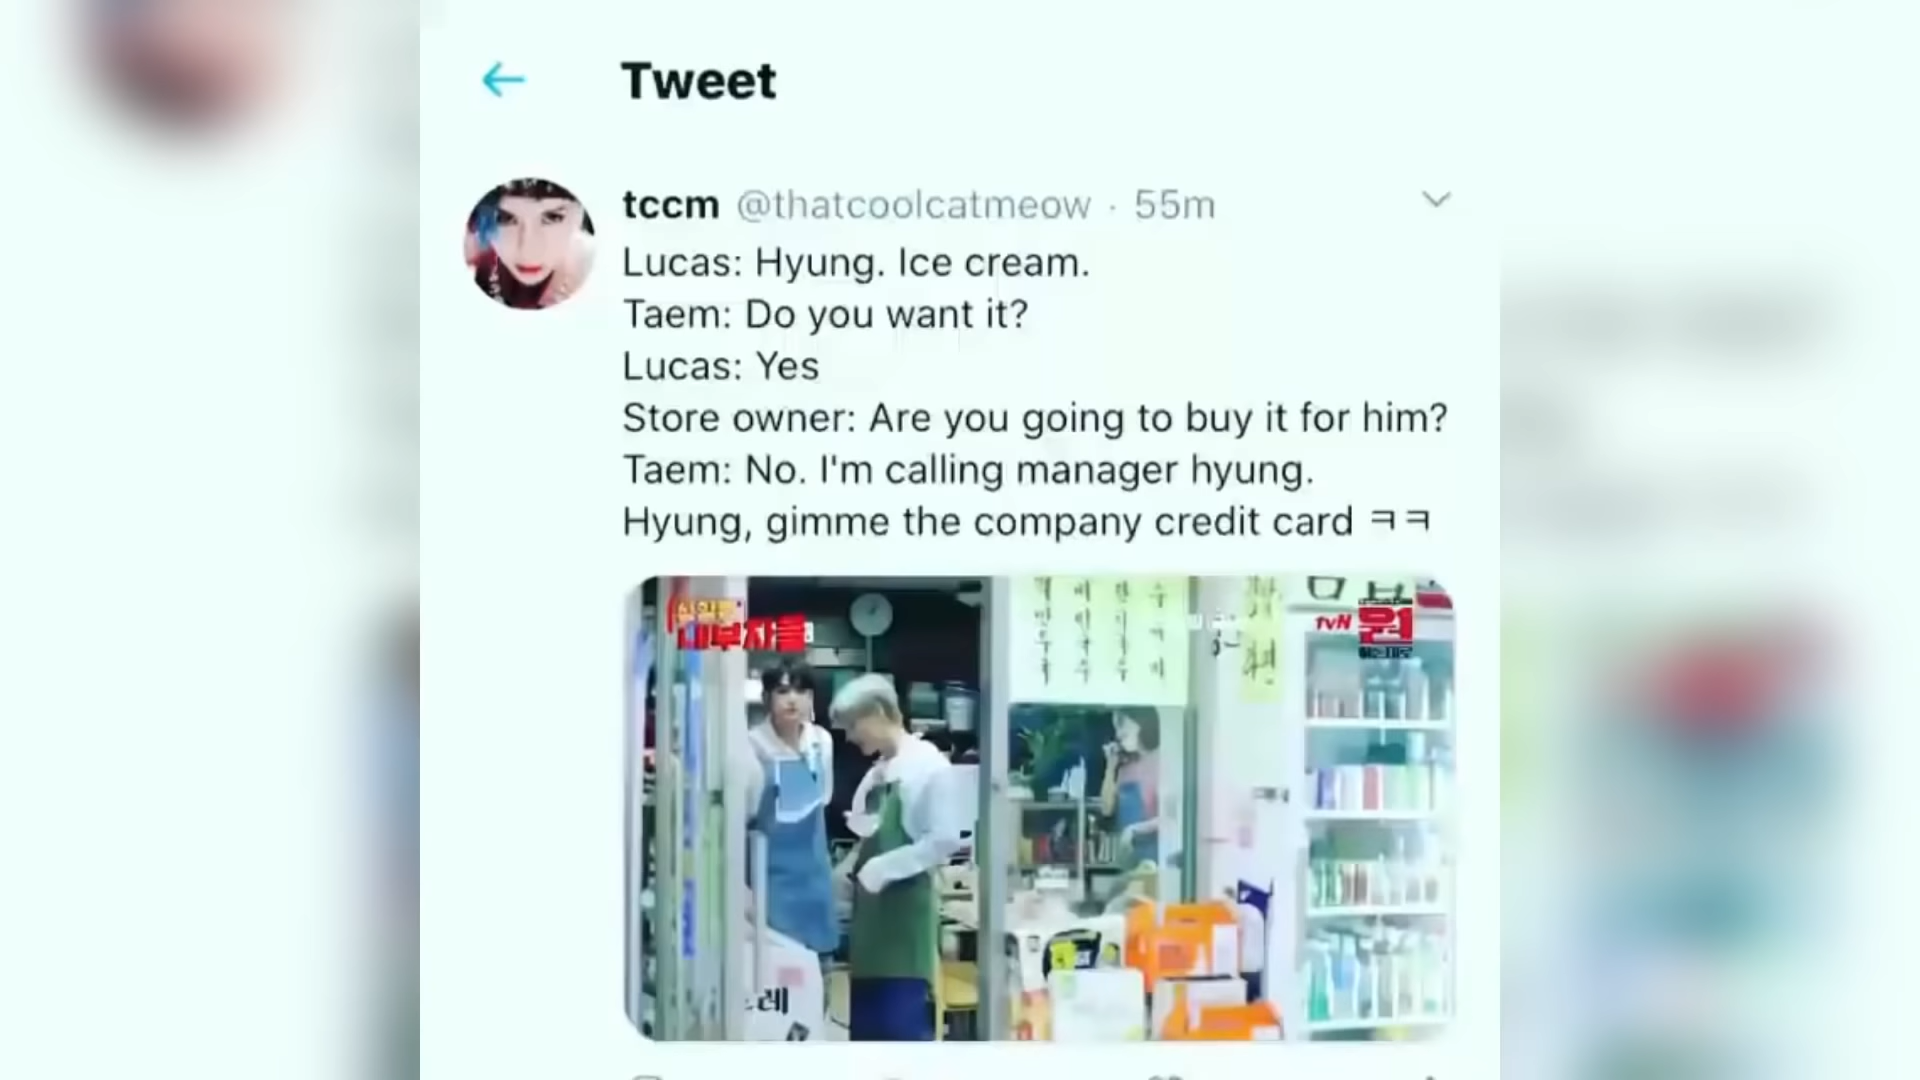 Tweet
tccm @thatcoolcatmeow · 55m
Lucas: Hyung. Ice cream.
Taem: Do you want it?
Lucas: Yes
Store owner: Are you going to buy it for him?
Taem: No. I'm calling manager hyung.
Hyung, gimme the company credit card ㅋㅋ
tvN